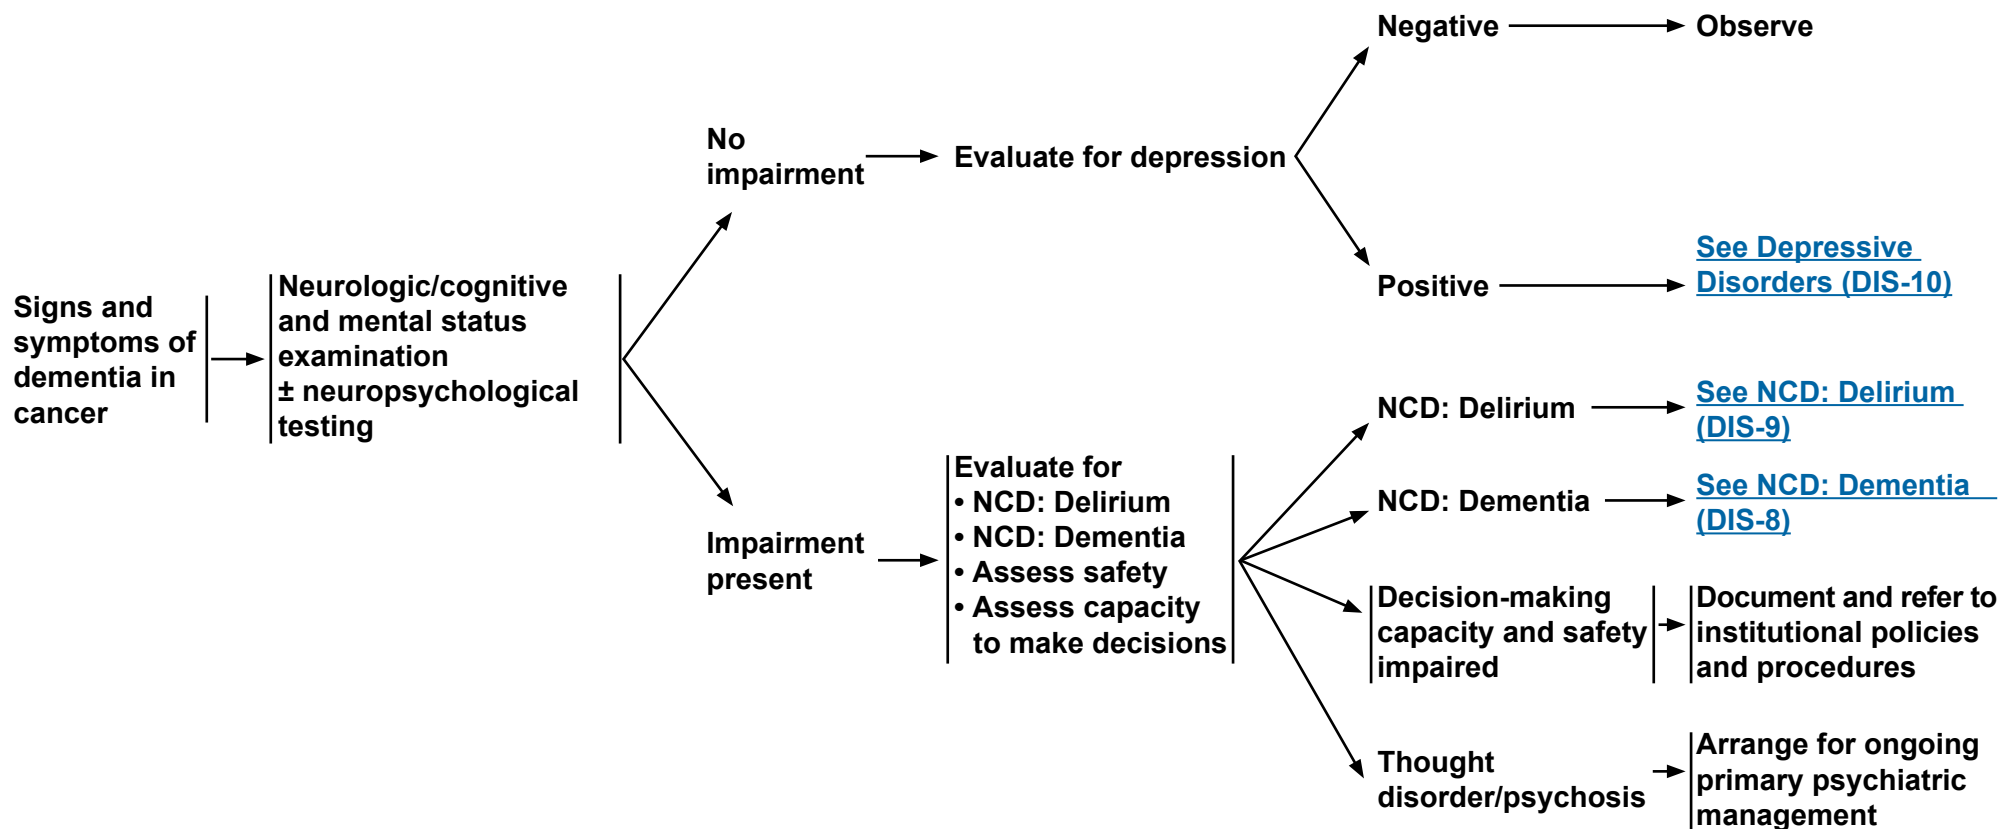 Signs and
symptoms of
dementia in
cancer
Neurologic/cognitive
and mental status
examination
± neuropsychological
testing
No
impairment
Evaluate for depression
Negative
Observe
Positive
See Depressive
Disorders (DIS-10)
Impairment
present
Evaluate for
• NCD: Delirium
• NCD: Dementia
• Assess safety
• Assess capacity
to make decisions
NCD: Delirium
See NCD: Delirium
(DIS-9)
NCD: Dementia
See NCD: Dementia
(DIS-8)
Decision-making
capacity and safety
impaired
Document and refer to
institutional policies
and procedures
Thought
disorder/psychosis
Arrange for ongoing
primary psychiatric
management